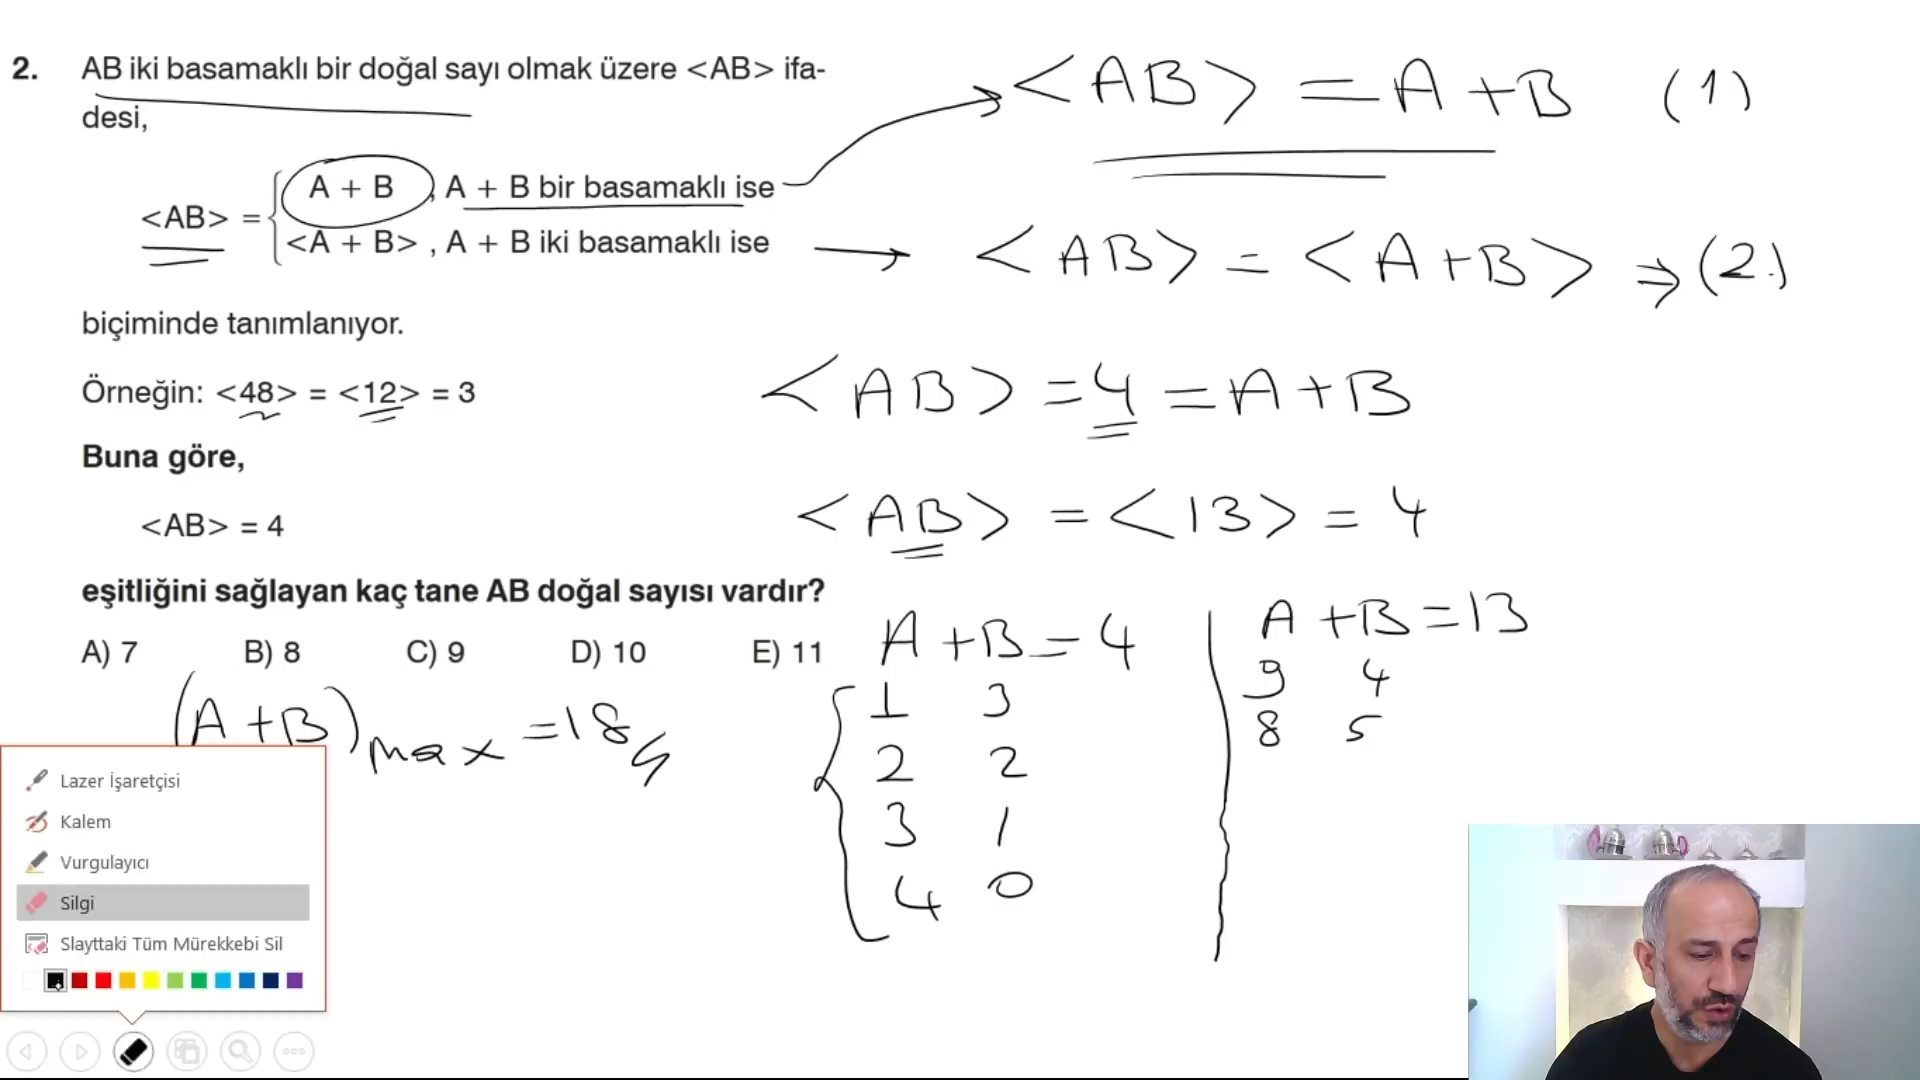 2. AB iki basamaklı bir doğal sayı olmak üzere <AB> ifa-
desi,
<AB> =
A + B , A + B bir basamaklı ise
<A + B> , A + B iki basamaklı ise
biçiminde tanımlanıyor.
Örneğin: <48> = <12> = 3
Buna göre,
<AB> = 4
eşitliğini sağlayan kaç tane AB doğal sayısı vardır?
A) 7 B) 8 C) 9 D) 10 E) 11
(A+B) max = 18
<AB> = A+B (1)
<AB> = <A+B> ⇒ (2)
<AB> = 4 = A+B
<AB> = <13> = 4
A+B=4
1 3
2 2
3 1
4 0
A+B=13
9 4
8 5
Lazer İşaretçisi
Kalem
Vurgulayıcı
Silgi
Slayttaki Tüm Mürekkebi Sil